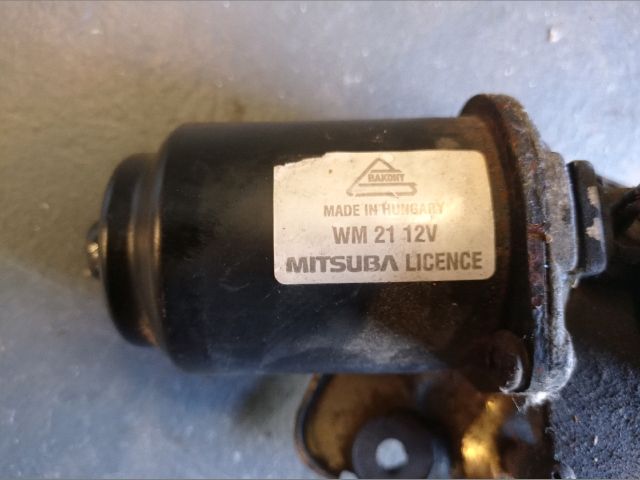 BAKONY
MADE IN HUNGARY
WM 21 12V
MITSUBA LICENCE